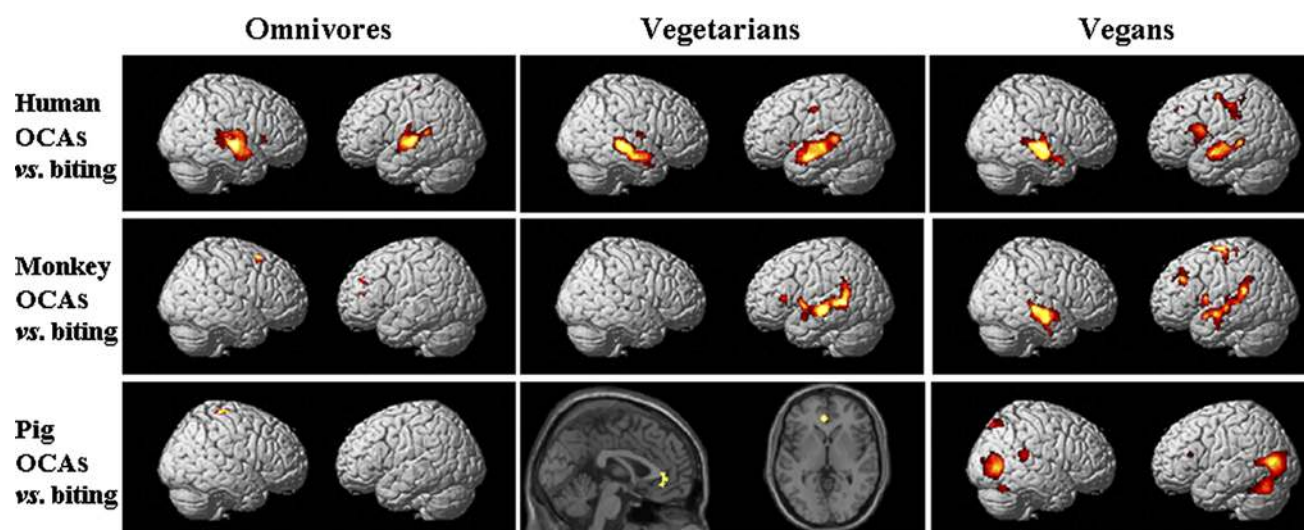 Omnivores Vegetarians Vegans
Human
OCAs
vs. biting
Monkey
OCAs
vs. biting
Pig
OCAs
vs. biting